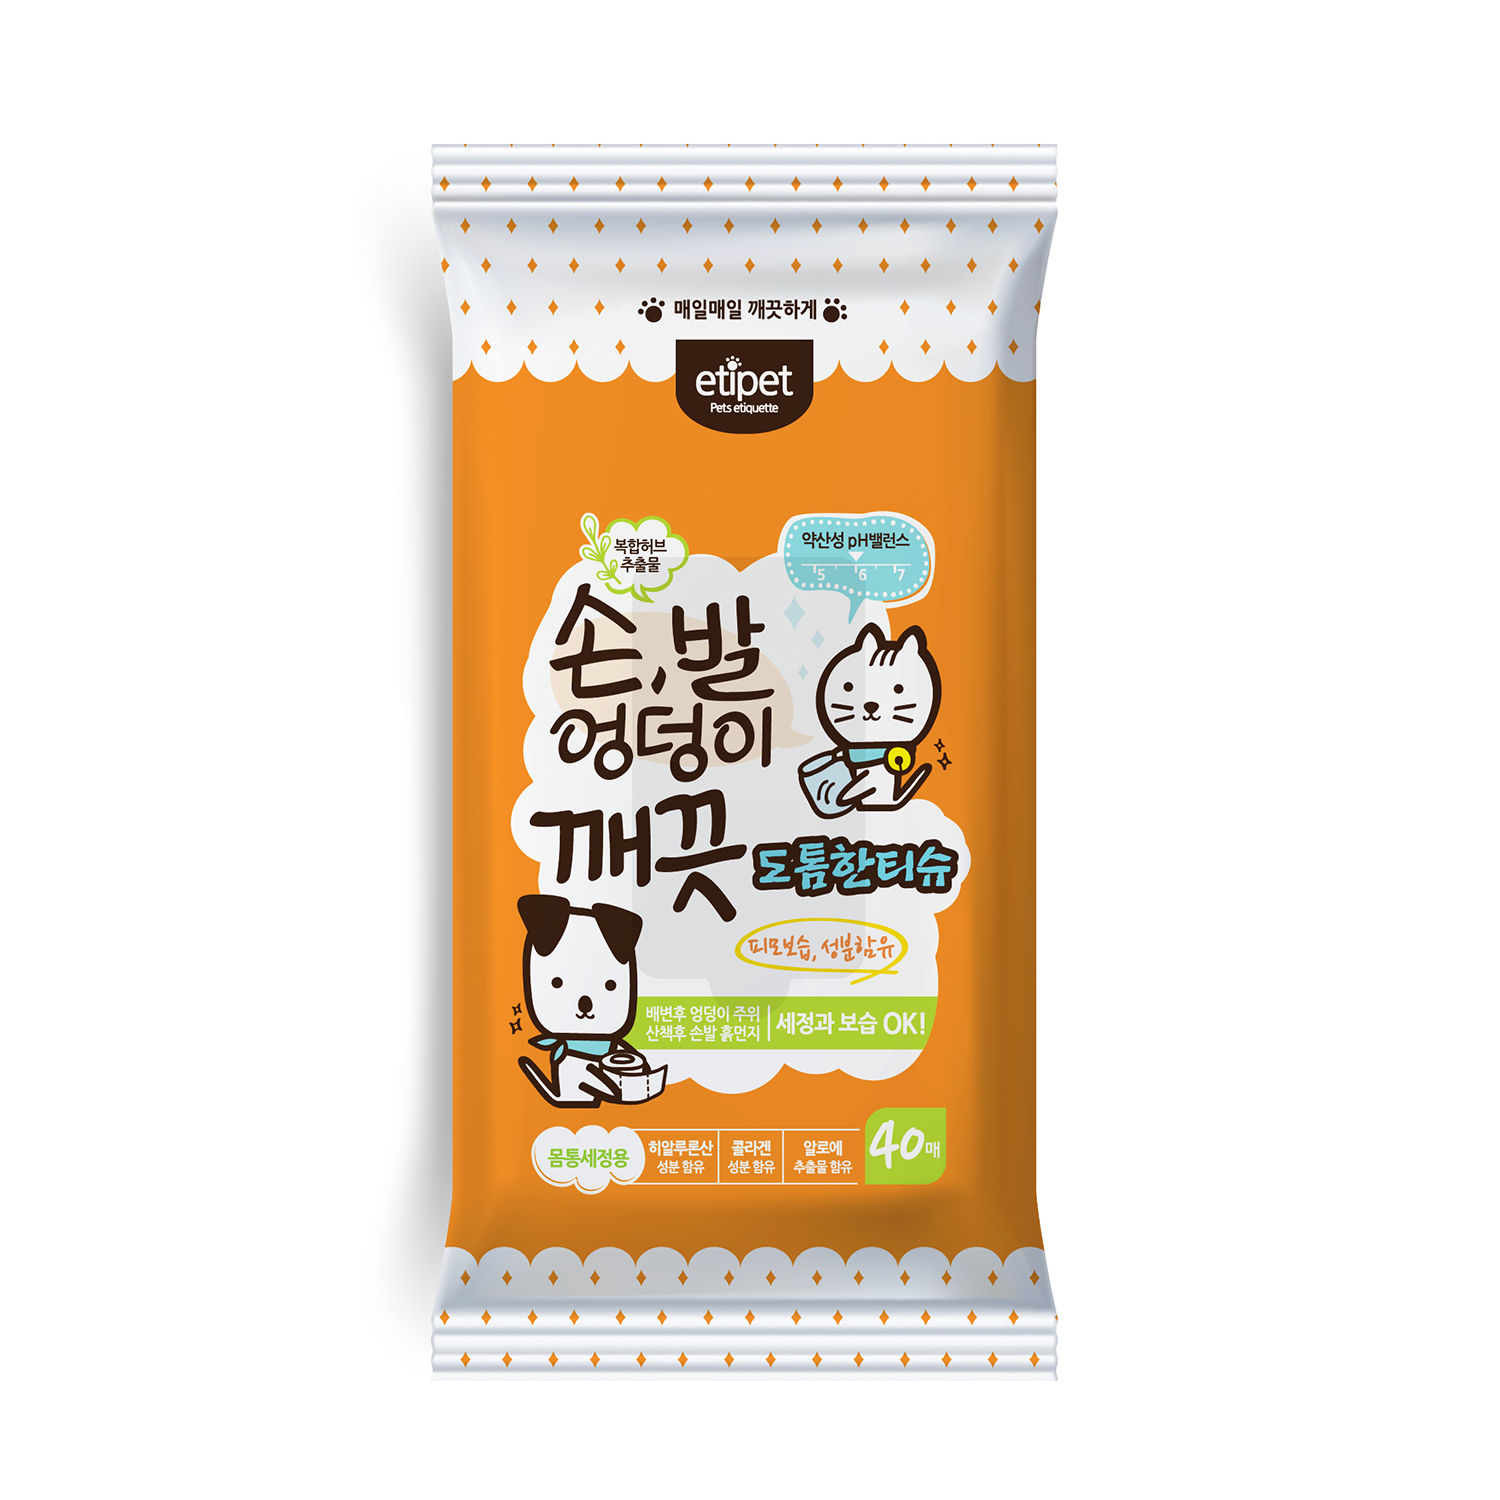 매일매일 깨끗하게
etipet
Pets etiquette
복합허브
추출물
약산성 pH밸런스
5 6 7
손, 발
엉덩이
깨끗
도톰한티슈
피모보습, 성분함유
배변후 엉덩이 주위
산책후 손발 흙먼지
세정과 보습 OK!
몸통세정용
히알루론산
성분 함유
콜라겐
성분 함유
알로에
추출물 함유
40매